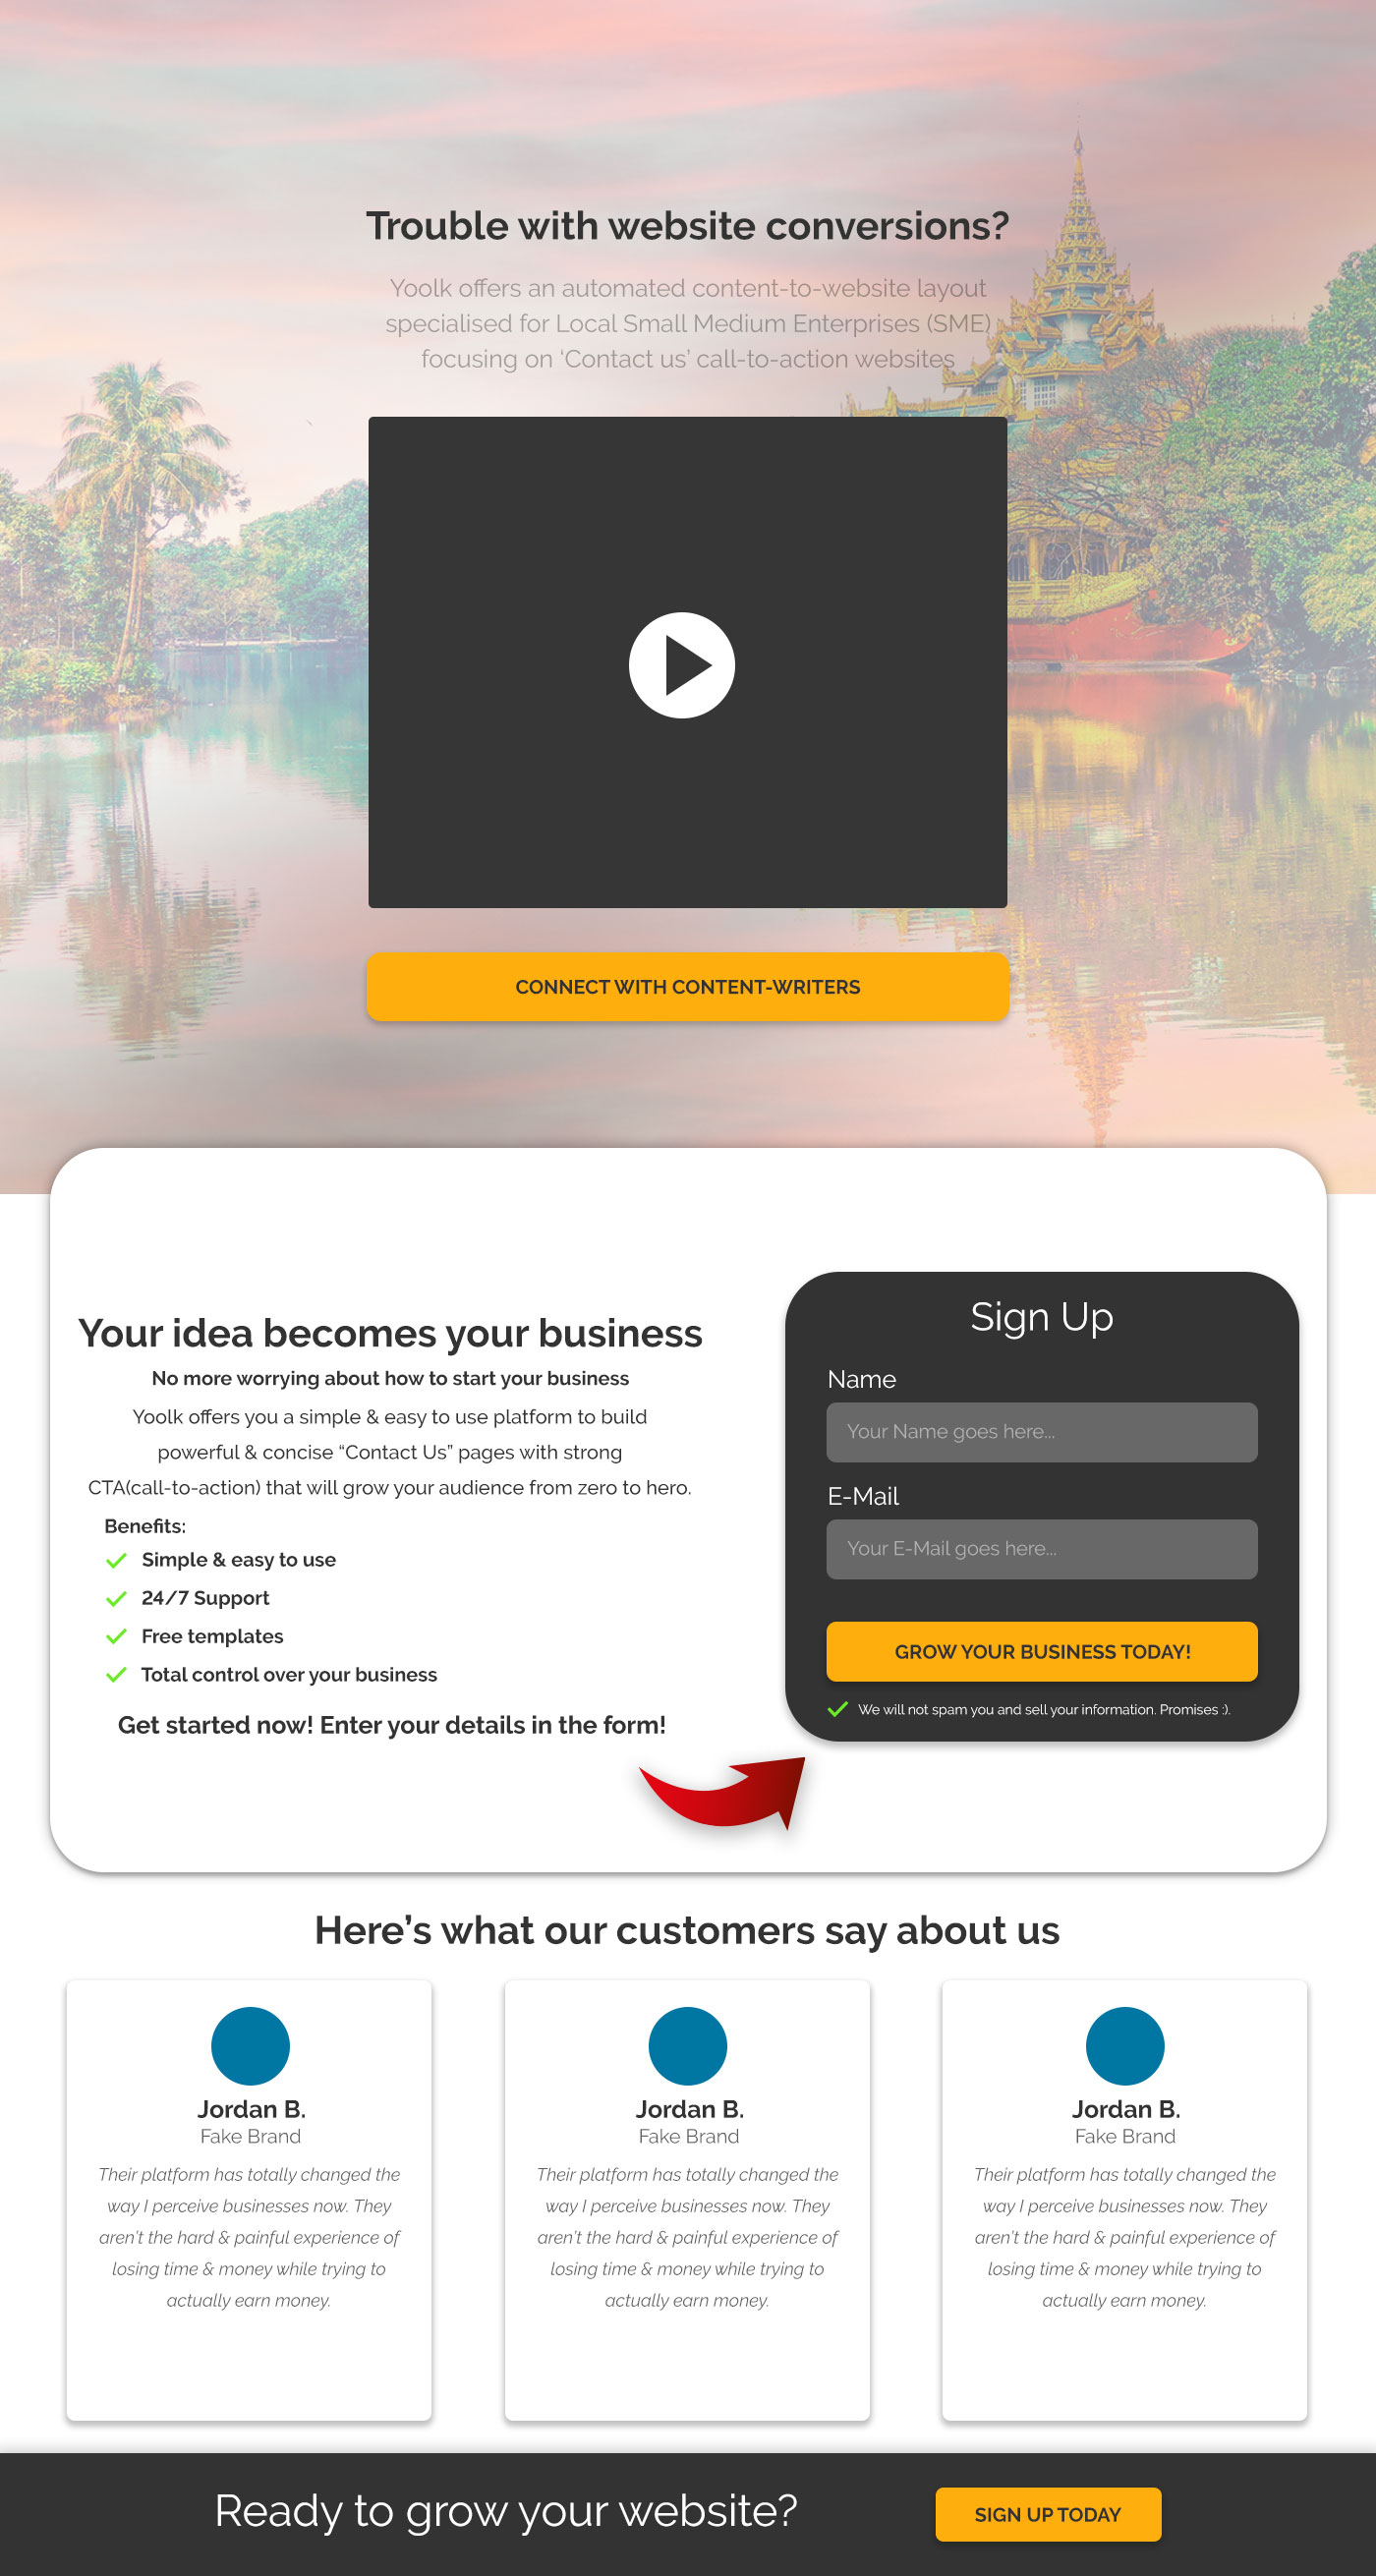 Trouble with website conversions?
Yoolk offers an automated content-to-website layout
specialised for Local Small Medium Enterprises (SME)
focusing on ‘Contact us’ call-to-action websites
CONNECT WITH CONTENT-WRITERS
Your idea becomes your business
No more worrying about how to start your business
Yoolk offers you a simple & easy to use platform to build
powerful & concise “Contact Us” pages with strong
CTA(call-to-action) that will grow your audience from zero to hero.
Benefits:
Simple & easy to use
24/7 Support
Free templates
Total control over your business
Get started now! Enter your details in the form!
Sign Up
Name
Your Name goes here...
E-Mail
Your E-Mail goes here...
GROW YOUR BUSINESS TODAY!
We will not spam you and sell your information. Promises :).
Here’s what our customers say about us
Jordan B.
Fake Brand
Their platform has totally changed the
way I perceive businesses now. They
aren’t the hard & painful experience of
losing time & money while trying to
actually earn money.
Jordan B.
Fake Brand
Their platform has totally changed the
way I perceive businesses now. They
aren’t the hard & painful experience of
losing time & money while trying to
actually earn money.
Jordan B.
Fake Brand
Their platform has totally changed the
way I perceive businesses now. They
aren’t the hard & painful experience of
losing time & money while trying to
actually earn money.
Ready to grow your website?
SIGN UP TODAY